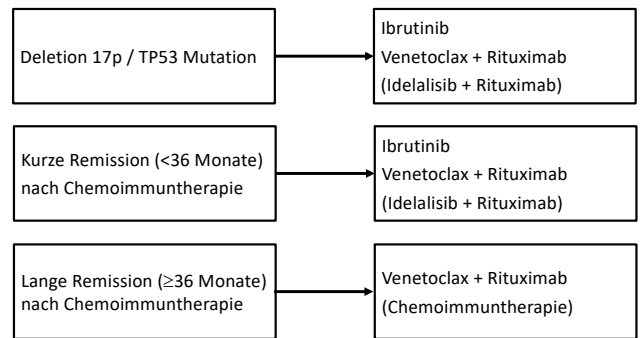 Deletion 17p / TP53 Mutation
Ibrutinib
Venetoclax + Rituximab
(Idelalisib + Rituximab)
Kurze Remission (<36 Monate)
nach Chemoimmuntherapie
Ibrutinib
Venetoclax + Rituximab
(Idelalisib + Rituximab)
Lange Remission (≥36 Monate)
nach Chemoimmuntherapie
Venetoclax + Rituximab
(Chemoimmuntherapie)